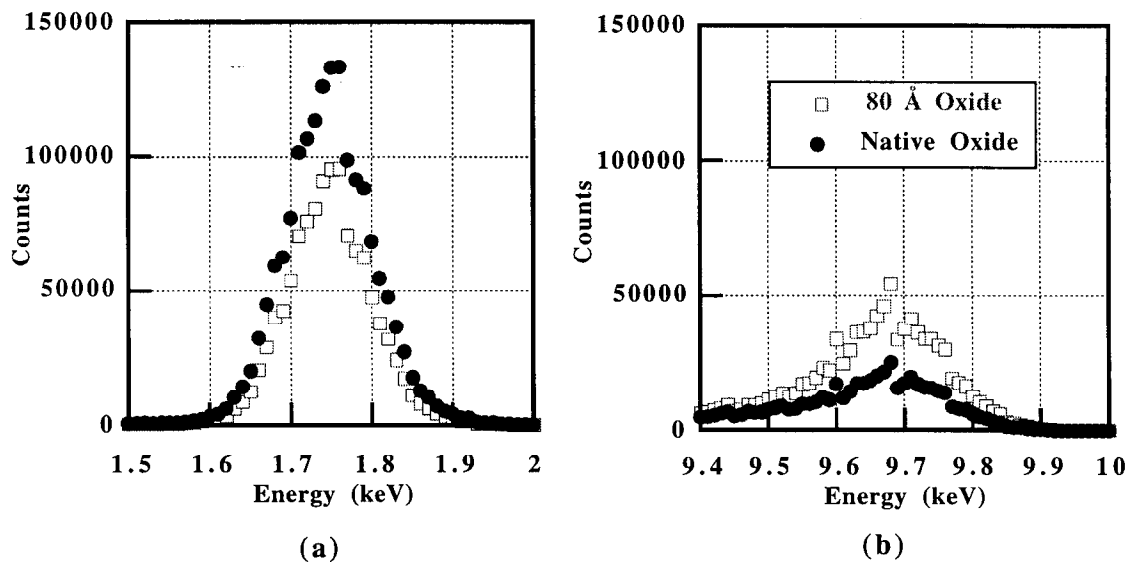 150000
100000
50000
0
Counts
1.5 1.6 1.7 1.8 1.9 2
Energy (keV)
(a)
150000
100000
50000
0
Counts
80 Å Oxide
Native Oxide
9.4 9.5 9.6 9.7 9.8 9.9 10
Energy (keV)
(b)